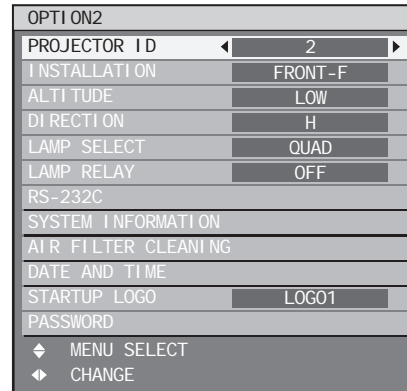 OPTION2
PROJECTOR ID 2
INSTALLATION FRONT-F
ALTITUDE LOW
DIRECTION H
LAMP SELECT QUAD
LAMP RELAY OFF
RS-232C
SYSTEM INFORMATION
AIR FILTER CLEANING
DATE AND TIME
STARTUP LOGO LOGO1
PASSWORD
MENU SELECT
CHANGE